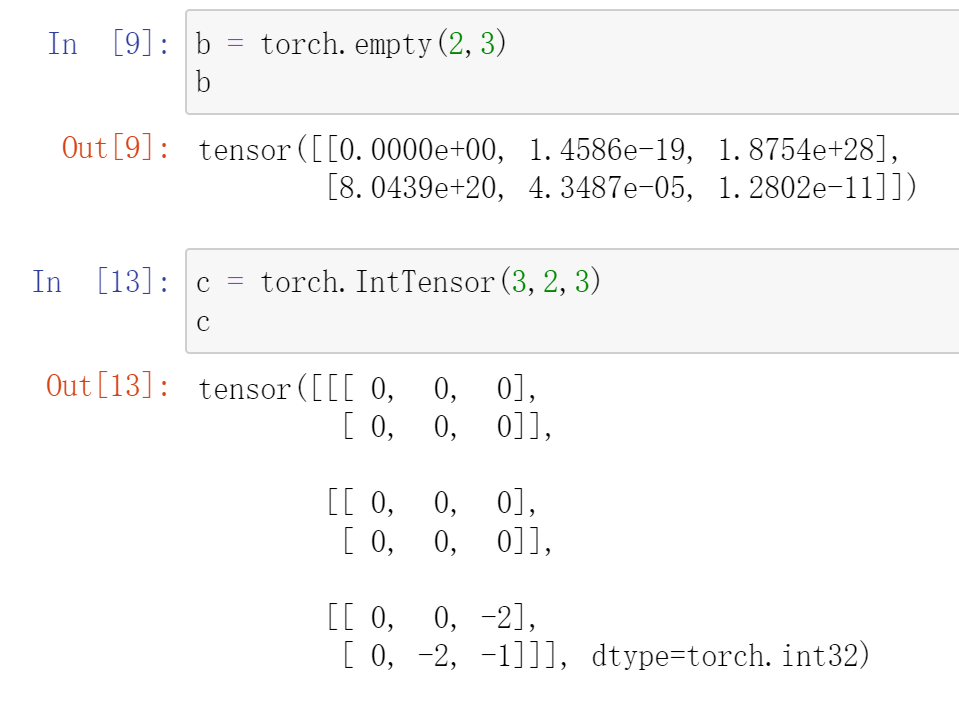 In [9]: b = torch.empty(2,3)
b
Out[9]: tensor([[0.0000e+00, 1.4586e-19, 1.8754e+28],
[8.0439e+20, 4.3487e-05, 1.2802e-11]])
In [13]: c = torch.IntTensor(3,2,3)
c
Out[13]: tensor([[[ 0, 0, 0],
[ 0, 0, 0]],
[[ 0, 0, 0],
[ 0, 0, 0]],
[[ 0, 0, -2],
[ 0, -2, -1]]], dtype=torch.int32)